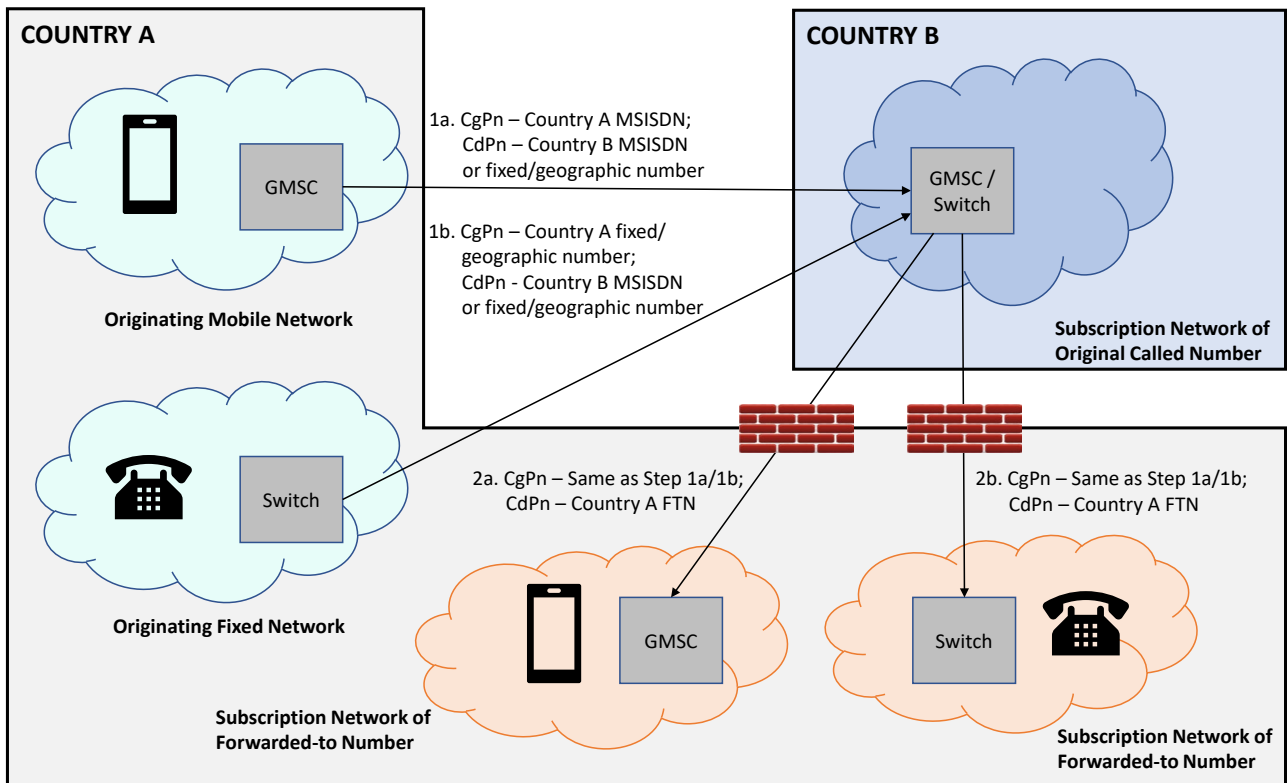 COUNTRY A
COUNTRY B
1a. CgPn – Country A MSISDN;
CdPn – Country B MSISDN
or fixed/geographic number
GMSC
GMSC /
Switch
1b. CgPn – Country A fixed/
geographic number;
CdPn - Country B MSISDN
or fixed/geographic number
Originating Mobile Network
Subscription Network of
Original Called Number
Switch
2a. CgPn – Same as Step 1a/1b;
CdPn – Country A FTN
2b. CgPn – Same as Step 1a/1b;
CdPn – Country A FTN
Originating Fixed Network
GMSC
Switch
Subscription Network of
Forwarded-to Number
Subscription Network of
Forwarded-to Number